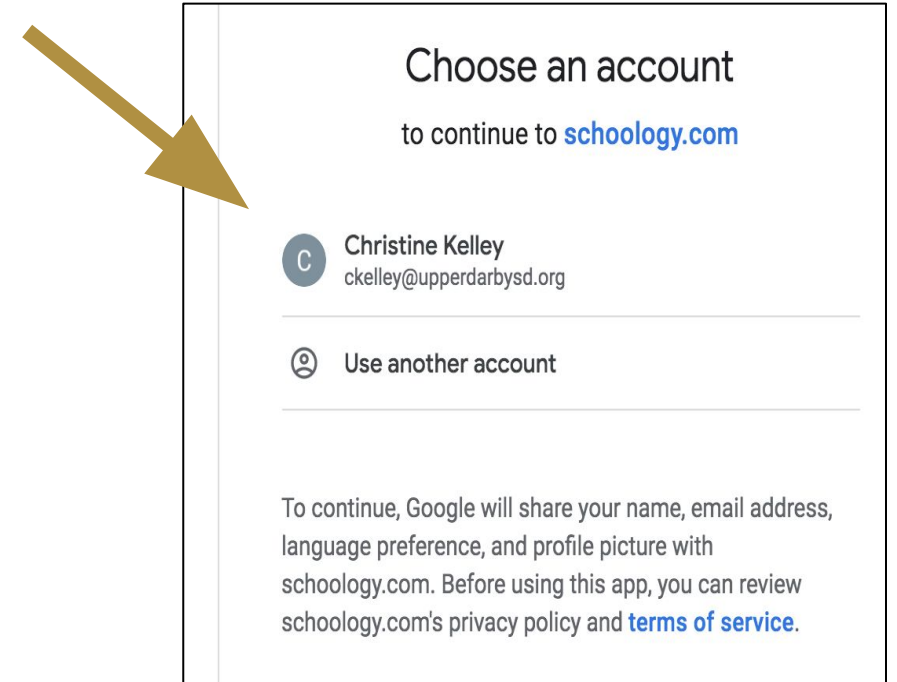 Choose an account
to continue to schoology.com
C
Christine Kelley
ckelley@upperdarbysd.org
Use another account
To continue, Google will share your name, email address,
language preference, and profile picture with
schoology.com. Before using this app, you can review
schoology.com's privacy policy and terms of service.